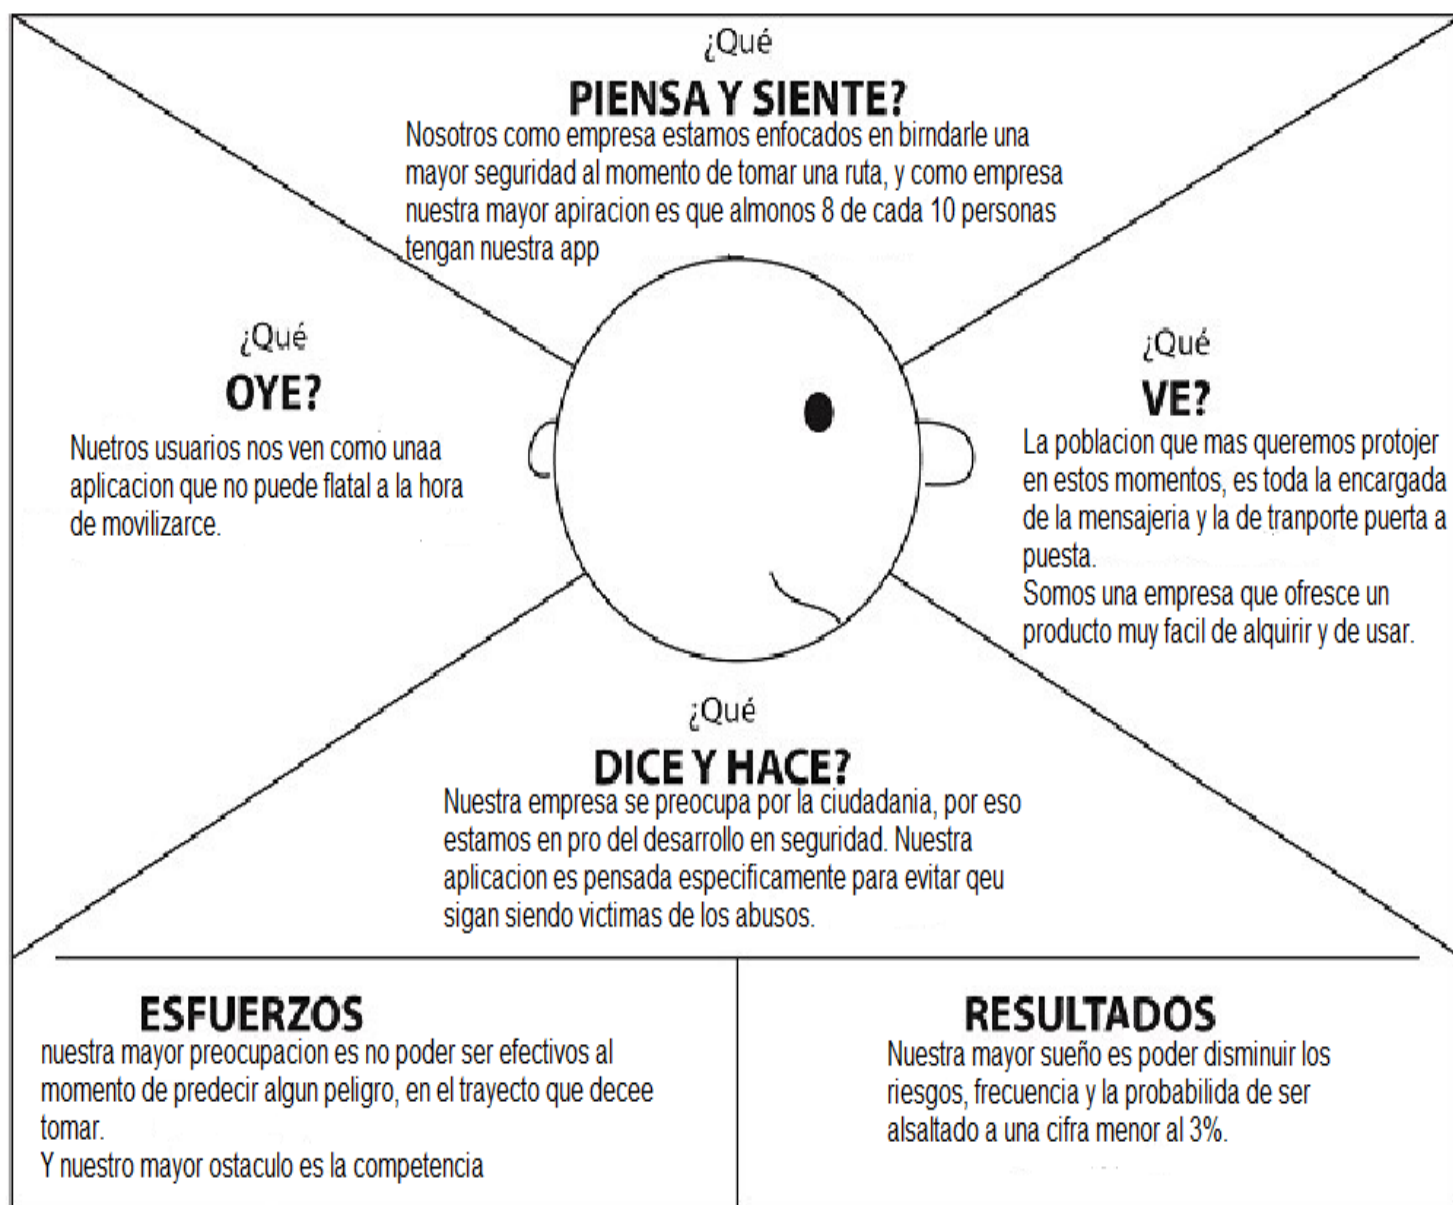 ¿Qué
PIENSA Y SIENTE?
Nosotros como empresa estamos enfocados en birndarle una
mayor seguridad al momento de tomar una ruta, y como empresa
nuestra mayor apiracion es que almonos 8 de cada 10 personas
tengan nuestra app
¿Qué
OYE?
Nuetros usuarios nos ven como unaa
aplicacion que no puede flatal a la hora
de movilizarce.
¿Qué
VE?
La poblacion que mas queremos protojer
en estos momentos, es toda la encargada
de la mensajeria y la de tranporte puerta a
puesta.
Somos una empresa que ofresce un
producto muy facil de alquirir y de usar.
¿Qué
DICE Y HACE?
Nuestra empresa se preocupa por la ciudadania, por eso
estamos en pro del desarrollo en seguridad. Nuestra
aplicacion es pensada especificamente para evitar qeu
sigan siendo victimas de los abusos.
ESFUERZOS
nuestra mayor preocupacion es no poder ser efectivos al
momento de predecir algun peligro, en el trayecto que decee
tomar.
Y nuestro mayor ostaculo es la competencia
RESULTADOS
Nuestra mayor sueño es poder disminuir los
riesgos, frecuencia y la probabilida de ser
alsaltado a una cifra menor al 3%.